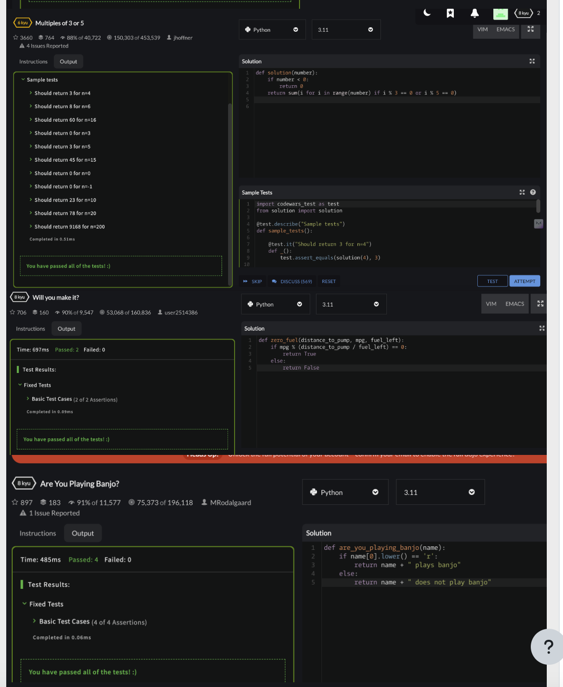 8 kyu 2
6 kyu Multiples of 3 or 5
3660 764 88% of 40,722 150,303 of 453,539 jhoffner
4 Issues Reported
Python 3.11 VIM EMACS
Instructions Output
Sample tests
Should return 3 for n=4
Should return 8 for n=6
Should return 60 for n=16
Should return 0 for n=3
Should return 3 for n=5
Should return 45 for n=15
Should return 0 for n=0
Should return 0 for n=-1
Should return 23 for n=10
Should return 78 for n=20
Should return 9168 for n=200
Completed in 0.01ms
You have passed all of the tests! :)
Solution
1 def solution(number):
2 if number < 0:
3 return 0
4 return sum(i for i in range(number) if i % 3 == 0 or i % 5 == 0)
5
6
Sample Tests
1 import codewars_test as test
2 from solution import solution
3
4 @test.describe("Sample tests")
5 def sample_tests():
6
7 @test.it("Should return 3 for n=4")
8 def _():
9 test.assert_equals(solution(4), 3)
10
SKIP DISCUSS (569) RESET TEST ATTEMPT
8 kyu Will you make it?
706 160 90% of 9,547 53,068 of 160,836 user2514386
Python 3.11 VIM EMACS
Instructions Output
Time: 697ms Passed: 2 Failed: 0
Test Results:
Fixed Tests
Basic Test Cases (2 of 2 Assertions)
Completed in 0.04ms
You have passed all of the tests! :)
Solution
1 def zero_fuel(distance_to_pump, mpg, fuel_left):
2 if mpg % (distance_to_pump / fuel_left) == 0:
3 return True
4 else:
5 return False
Heads Up! Unlock the full potential of your account - confirm your email to enable the full dojo experience.
8 kyu Are You Playing Banjo?
897 183 91% of 11,577 75,373 of 196,118 MRodalgaard
1 Issue Reported
Python 3.11
Instructions Output
Time: 485ms Passed: 4 Failed: 0
Test Results:
Fixed Tests
Basic Test Cases (4 of 4 Assertions)
Completed in 0.06ms
You have passed all of the tests! :)
Solution
1 def are_you_playing_banjo(name):
2 if name[0].lower() == 'r':
3 return name + " plays banjo"
4 else:
5 return name + " does not play banjo"
?